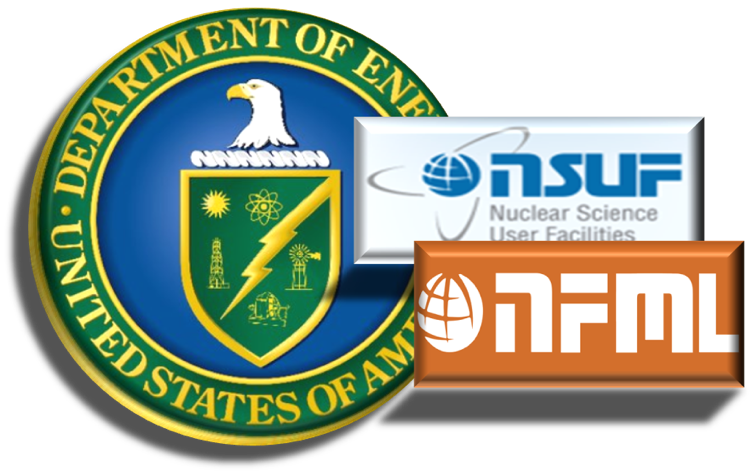 DEPARTMENT OF ENE
UNITED STATES OF AM
nsuf
Nuclear Science
User Facilities
NFML